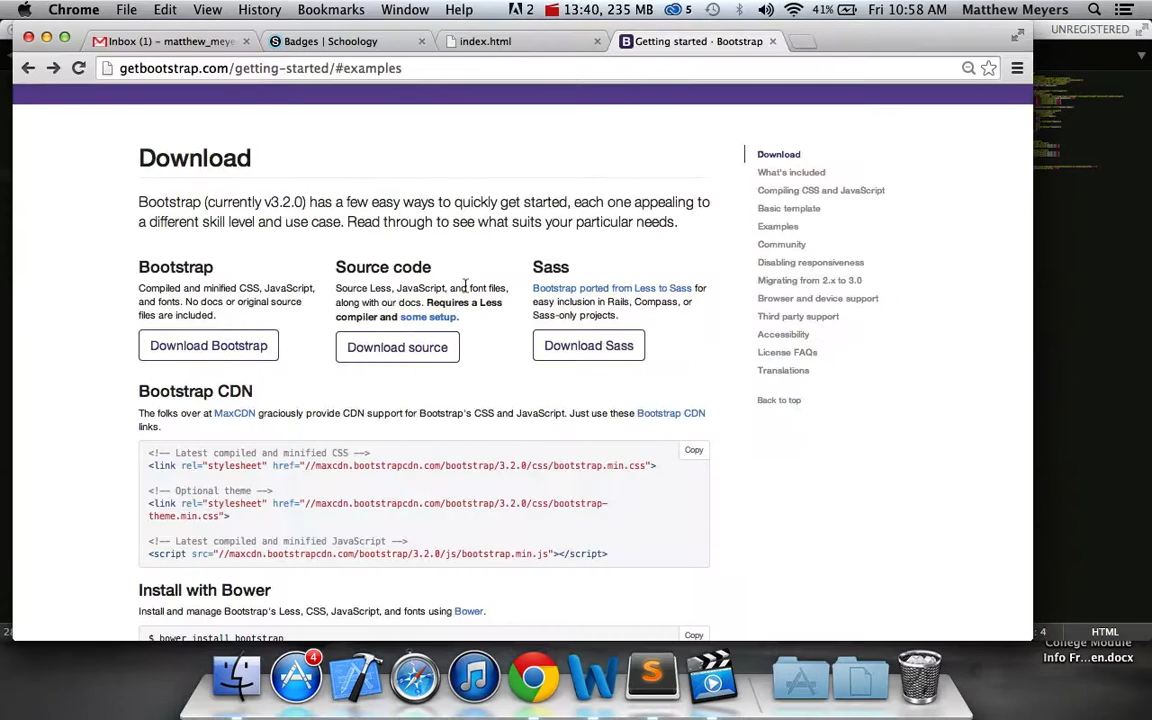 Chrome File Edit View History Bookmarks Window Help 2 13:40, 235 MB 5 41% Fri 10:58 AM Matthew Meyers
UNREGISTERED
Inbox (1) – matthew_meye
Badges | Schoology
index.html
Getting started · Bootstrap
getbootstrap.com/getting-started/#examples
Download
Bootstrap (currently v3.2.0) has a few easy ways to quickly get started, each one appealing to
a different skill level and use case. Read through to see what suits your particular needs.
Bootstrap
Compiled and minified CSS, JavaScript,
and fonts. No docs or original source
files are included.
Download Bootstrap
Source code
Source Less, JavaScript, and font files,
along with our docs. Requires a Less
compiler and some setup.
Download source
Sass
Bootstrap ported from Less to Sass for
easy inclusion in Rails, Compass, or
Sass-only projects.
Download Sass
Bootstrap CDN
The folks over at MaxCDN graciously provide CDN support for Bootstrap's CSS and JavaScript. Just use these Bootstrap CDN
links.
Copy
<!-- Latest compiled and minified CSS -->
<link rel="stylesheet" href="//maxcdn.bootstrapcdn.com/bootstrap/3.2.0/css/bootstrap.min.css">
<!-- Optional theme -->
<link rel="stylesheet" href="//maxcdn.bootstrapcdn.com/bootstrap/3.2.0/css/bootstrap-
theme.min.css">
<!-- Latest compiled and minified JavaScript -->
<script src="//maxcdn.bootstrapcdn.com/bootstrap/3.2.0/js/bootstrap.min.js"></script>
Install with Bower
Install and manage Bootstrap's Less, CSS, JavaScript, and fonts using Bower.
Copy
$ bower install bootstrap
Download
What's included
Compiling CSS and JavaScript
Basic template
Examples
Community
Disabling responsiveness
Migrating from 2.x to 3.0
Browser and device support
Third party support
Accessibility
License FAQs
Translations
Back to top
4 HTML
College Module
Info Fr...en.docx
4